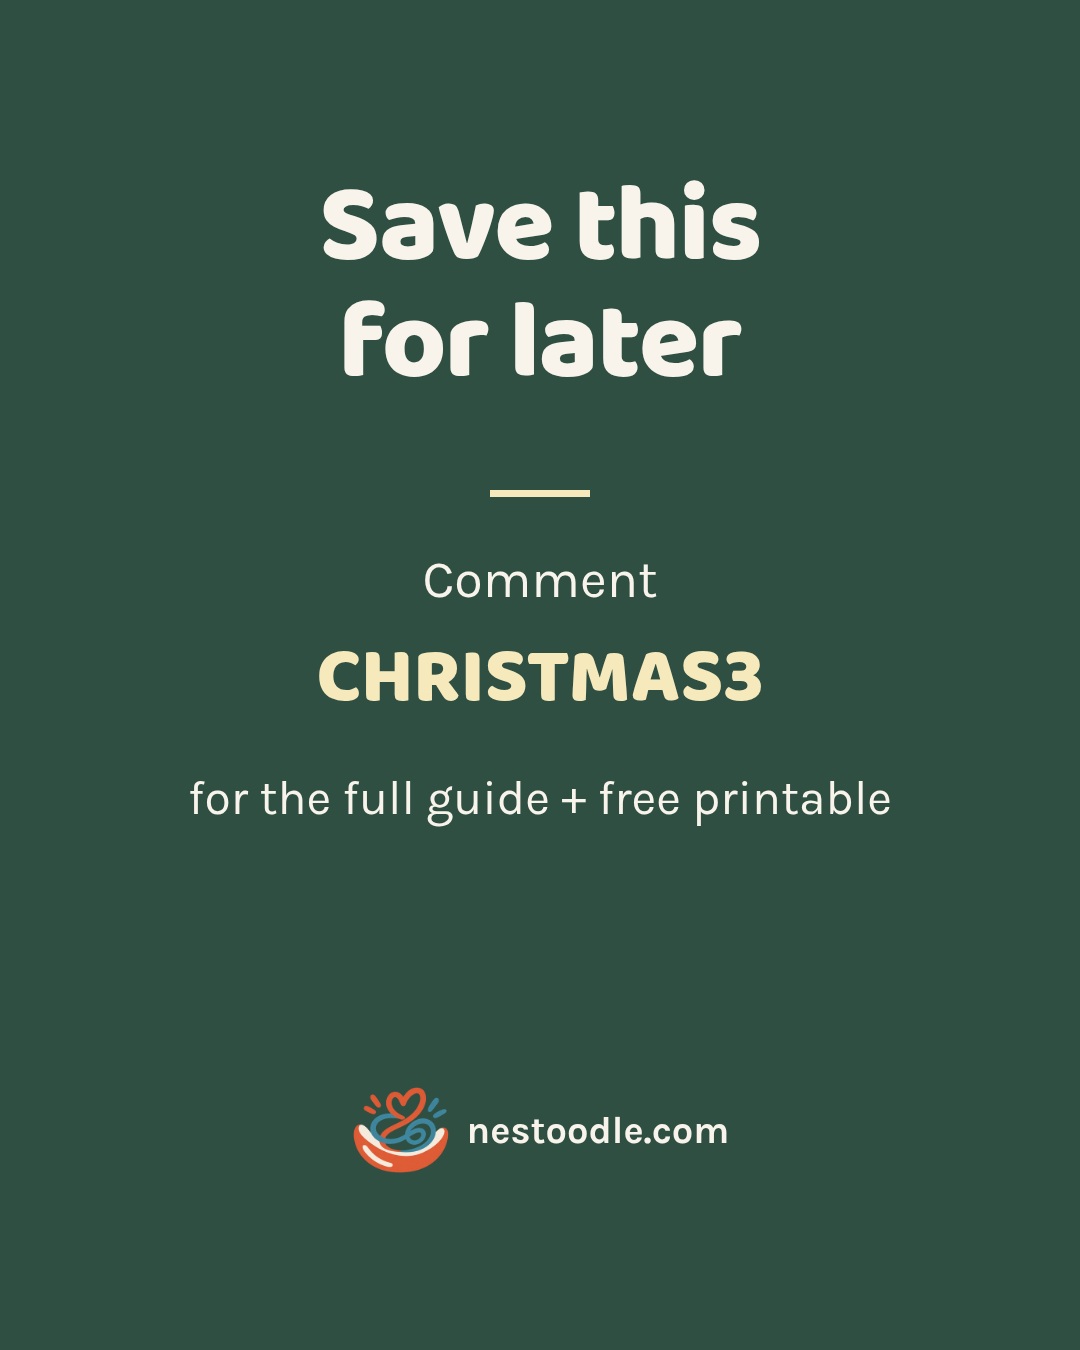 Save this
for later
Comment
CHRISTMAS3
for the full guide + free printable
nestoodle.com